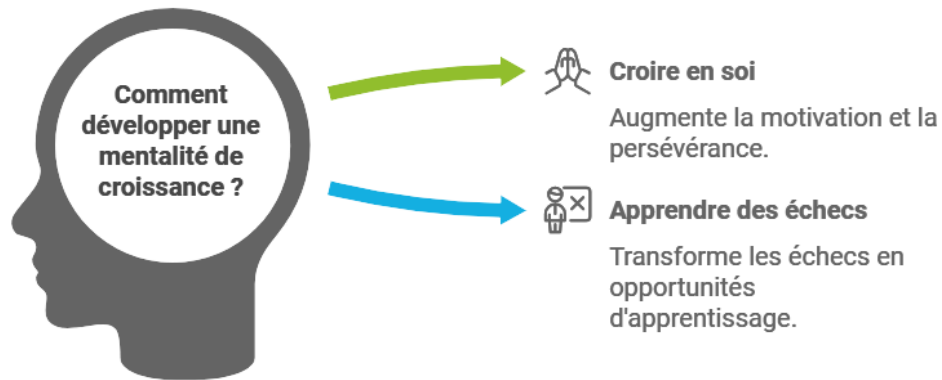 Comment
développer une
mentalité de
croissance ?
Croire en soi
Augmente la motivation et la
persévérance.
Apprendre des échecs
Transforme les échecs en
opportunités
d'apprentissage.